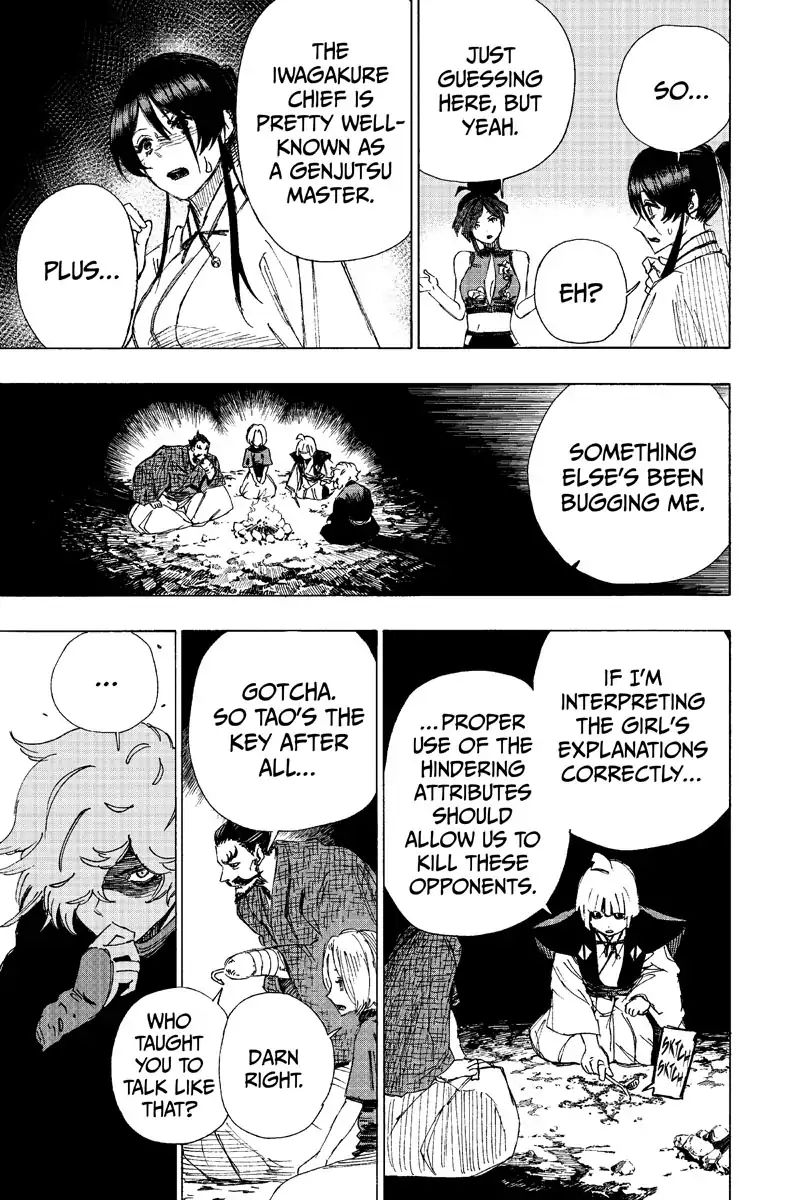 SO...
JUST
GUESSING
HERE, BUT
YEAH.
EH?
THE
IWAGAKURE
CHIEF IS
PRETTY WELL-
KNOWN AS
A GENJUTSU
MASTER.
PLUS...
SOMETHING
ELSE'S BEEN
BUGGING ME.
IF I'M
INTERPRETING
THE GIRL'S
EXPLANATIONS
CORRECTLY...
...PROPER
USE OF THE
HINDERING
ATTRIBUTES
SHOULD
ALLOW US TO
KILL THESE
OPPONENTS.
SKTCH
SKTCH
GOTCHA.
SO TAO'S THE
KEY AFTER
ALL...
DARN
RIGHT.
WHO
TAUGHT
YOU TO
TALK LIKE
THAT?
...